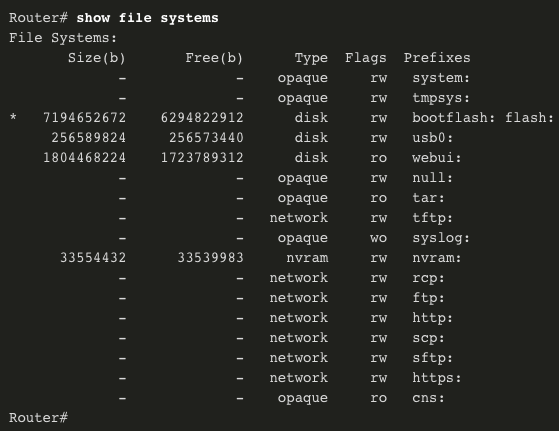 Router# show file systems
File Systems:
Size(b) Free(b) Type Flags Prefixes
- - opaque rw system:
- - opaque rw tmpsys:
* 7194652672 6294822912 disk rw bootflash: flash:
256589824 256573440 disk rw usb0:
1804468224 1723789312 disk ro webui:
- - opaque rw null:
- - opaque ro tar:
- - network rw tftp:
- - opaque wo syslog:
33554432 33539983 nvram rw nvram:
- - network rw rcp:
- - network rw ftp:
- - network rw http:
- - network rw scp:
- - network rw sftp:
- - network rw https:
- - opaque ro cns:
Router#